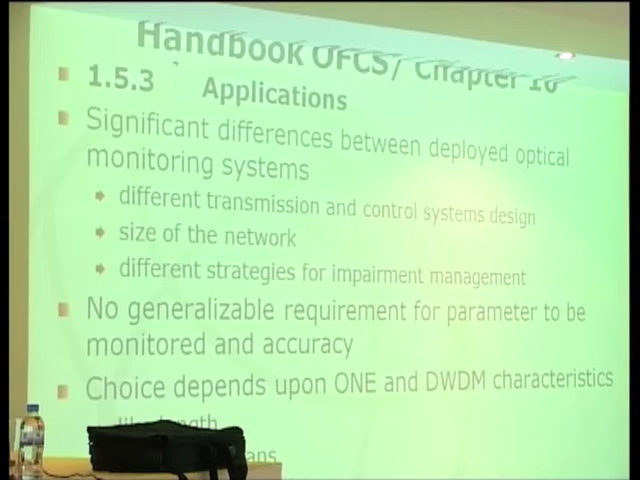 Handbook OFCS/ Chapter 10
1.5.3 Applications
Significant differences between deployed optical
monitoring systems
different transmission and control systems design
size of the network
different strategies for impairment management
No generalizable requirement for parameter to be
monitored and accuracy
Choice depends upon ONE and DWDM characteristics
like length